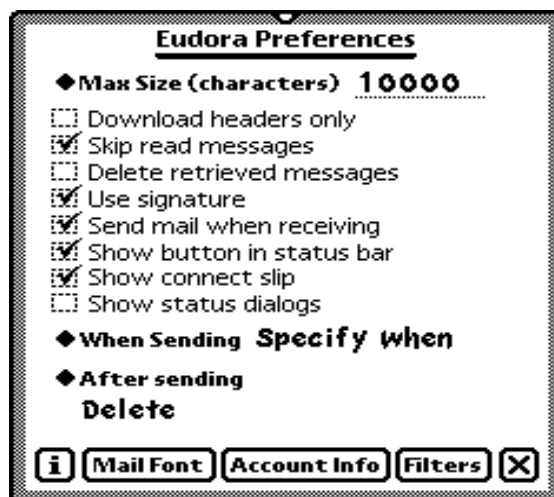 Eudora Preferences
◆Max Size (characters) 10000
Download headers only
Skip read messages
Delete retrieved messages
Use signature
Send mail when receiving
Show button in status bar
Show connect slip
Show status dialogs
◆When Sending Specify when
◆After sending
Delete
i Mail Font Account Info Filters X